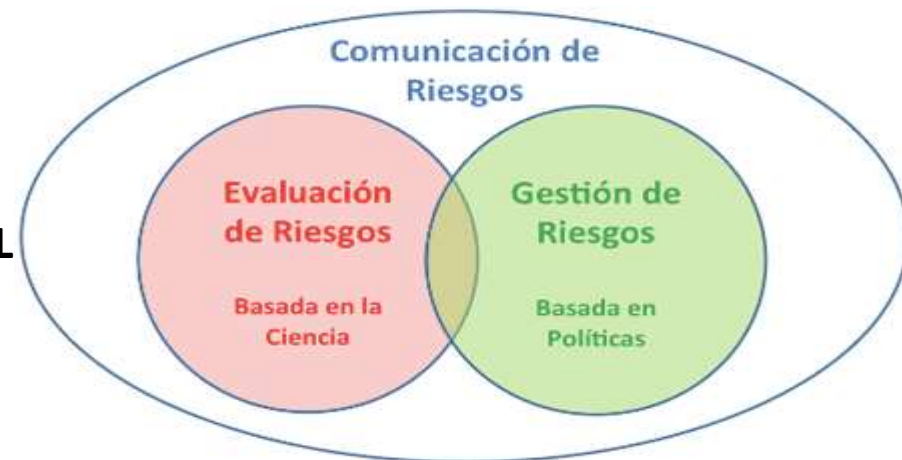 Comunicación de
Riesgos
Evaluación
de Riesgos
Gestión de
Riesgos
Basada en la
Ciencia
Basada en
Políticas